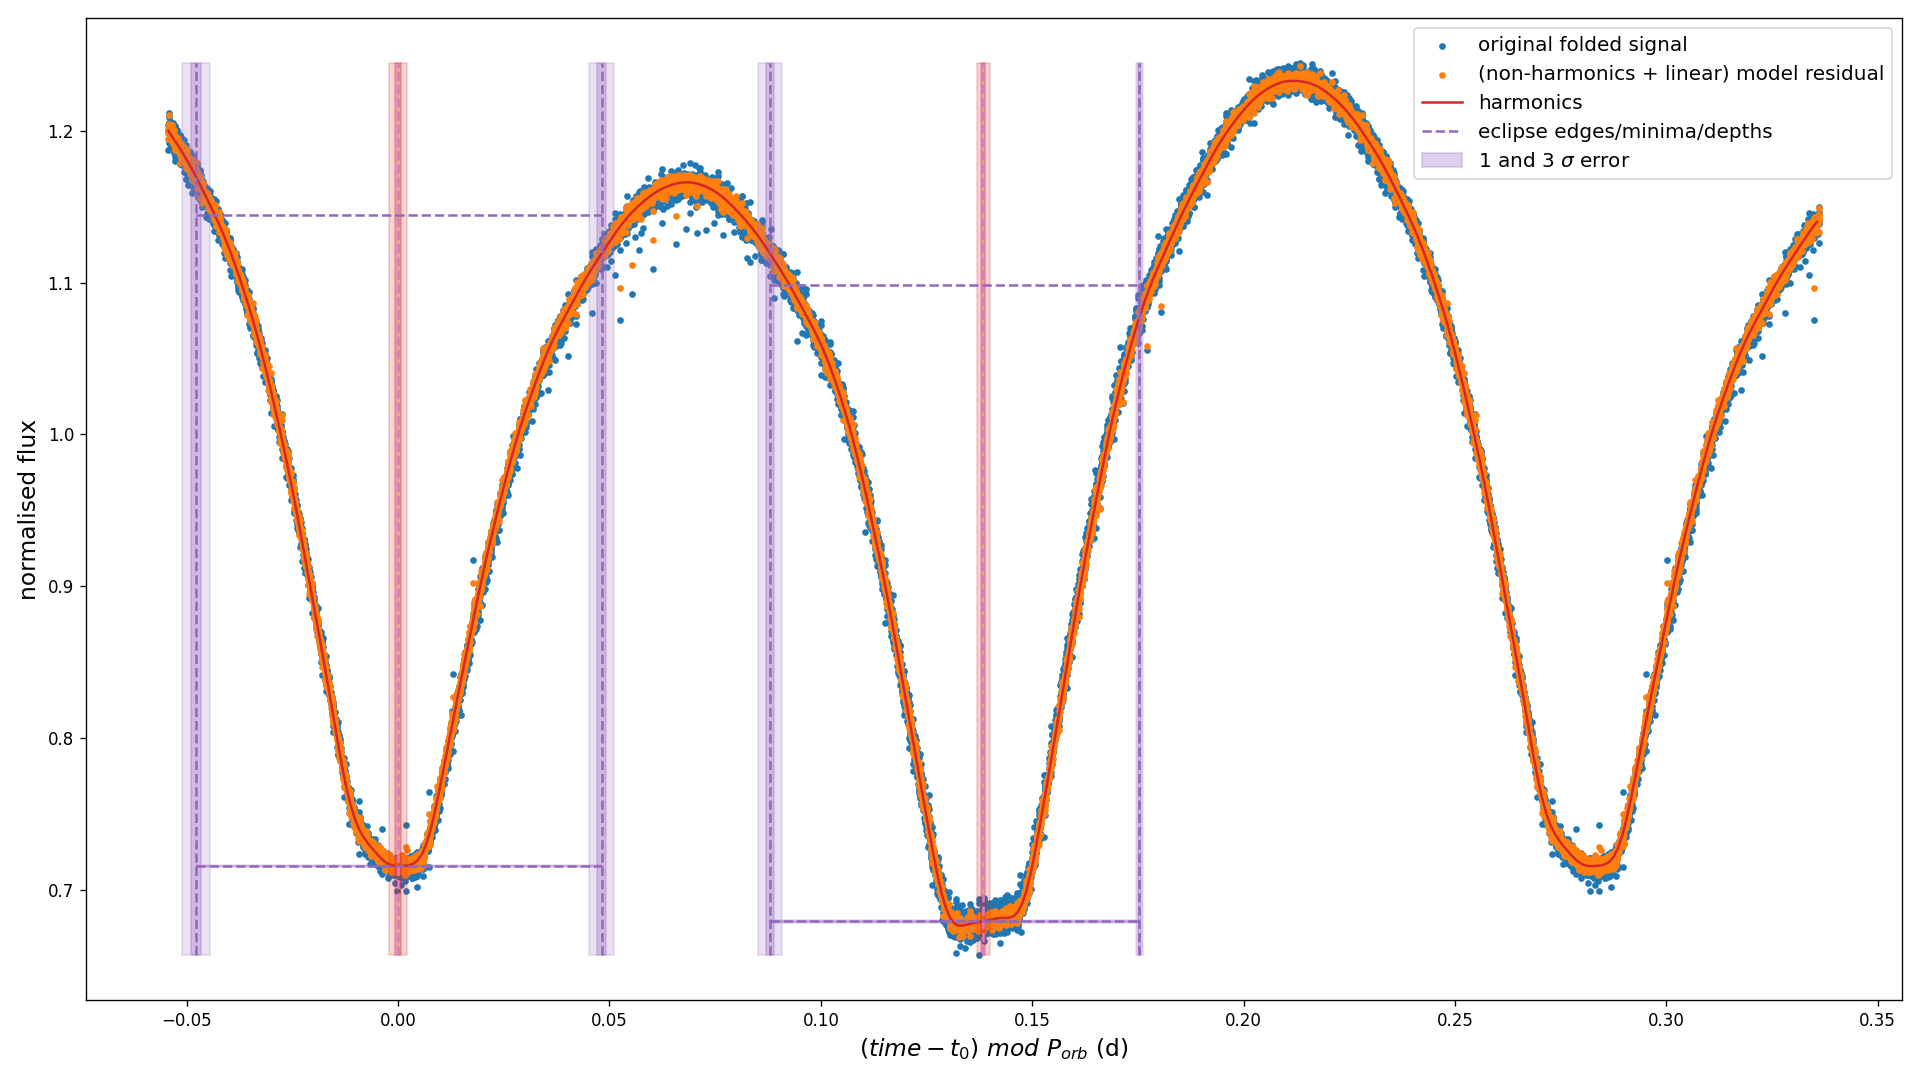 original folded signal
(non-harmonics + linear) model residual
harmonics
eclipse edges/minima/depths
1 and 3 σ error
normalised flux
1.2
1.1
1.0
0.9
0.8
0.7
−0.05 0.00 0.05 0.10 0.15 0.20 0.25 0.30 0.35
(time − t₀) mod P_orb (d)